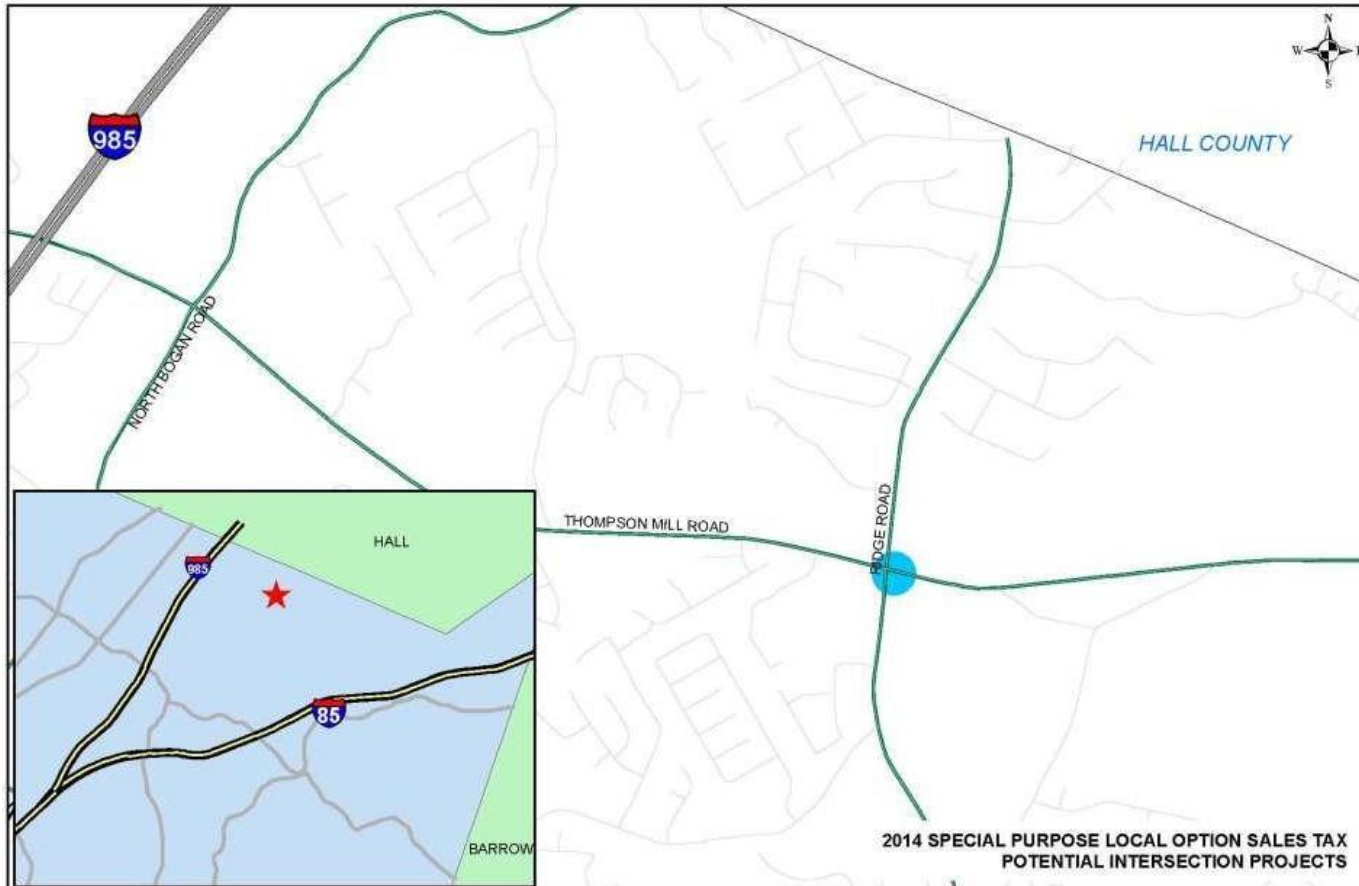 N
W
S
985
HALL COUNTY
NORTH BOGAN ROAD
THOMPSON MILL ROAD
RIDGE ROAD
HALL
985
85
BARROW
2014 SPECIAL PURPOSE LOCAL OPTION SALES TAX
POTENTIAL INTERSECTION PROJECTS